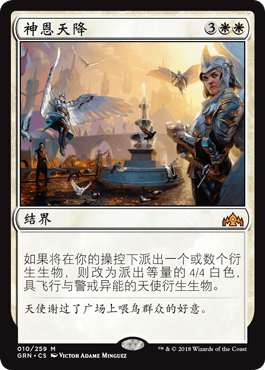 神恩天降 3
结界
如果将在你的操控下派出一个或数个衍
生生物，则改为派出等量的 4/4 白色，
具飞行与警戒异能的天使衍生生物。
天使谢过了广场上喂鸟群众的好意。
010/259 M
GRN • CS VICTOR ADAME MINGUEZ
™ & © 2018 Wizards of the Coast